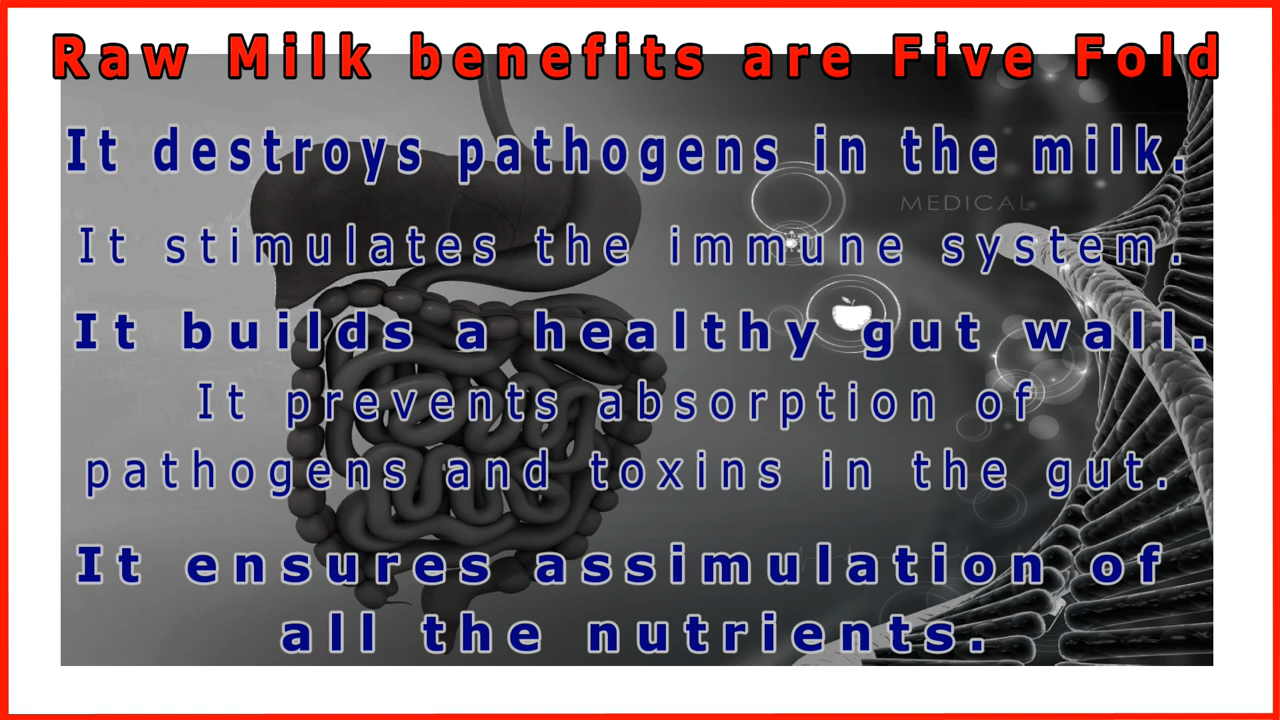 Raw Milk benefits are Five Fold
It destroys pathogens in the milk.
MEDICAL
It stimulates the immune system.
It builds a healthy gut wall.
It prevents absorption of
pathogens and toxins in the gut.
It ensures assimilation of
all the nutrients.